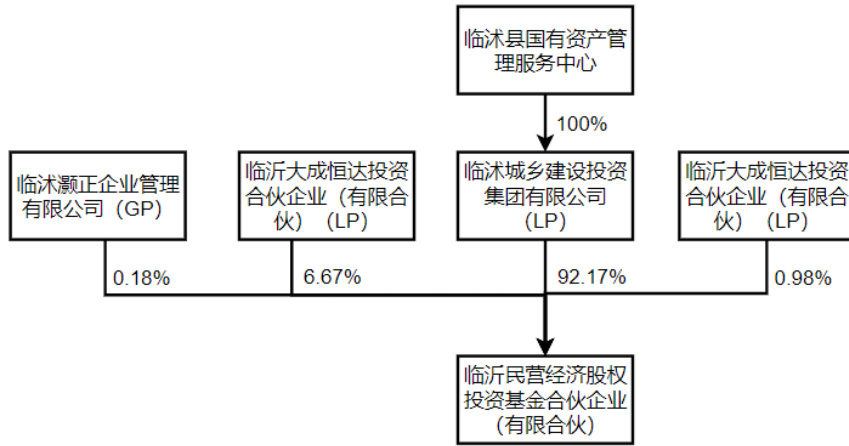 临沭县国有资产管
理服务中心
100%
临沭灏正企业管理
有限公司（GP）
临沂大成恒达投资
合伙企业（有限合
伙）（LP）
临沭城乡建设投资
集团有限公司
（LP）
临沂大成恒达投资
合伙企业（有限合
伙）（LP）
0.18%
6.67%
92.17%
0.98%
临沂民营经济股权
投资基金合伙企业
（有限合伙）